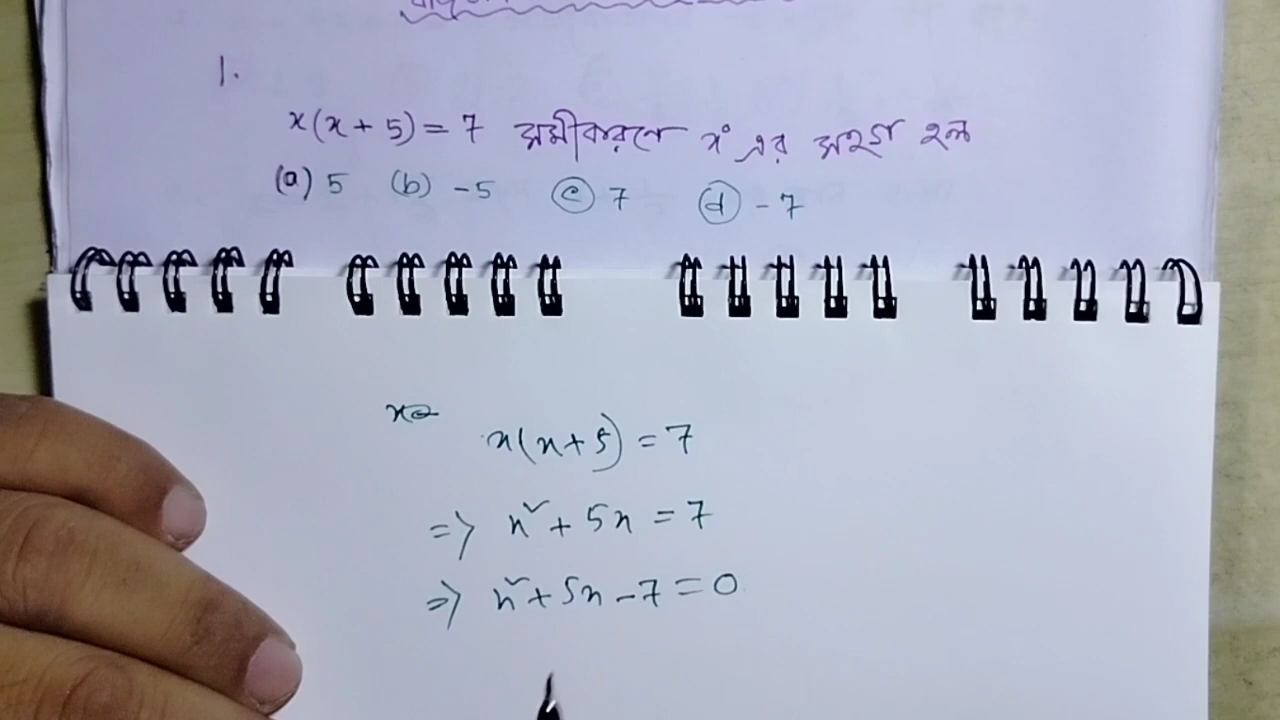 1.
x(x+5)=7 সমীকরণে x⁰ এর সহগ হল
(a) 5 (b) -5 (c) 7 (d) -7
x(x+5)=7
=> x²+5x=7
=> x²+5x-7=0